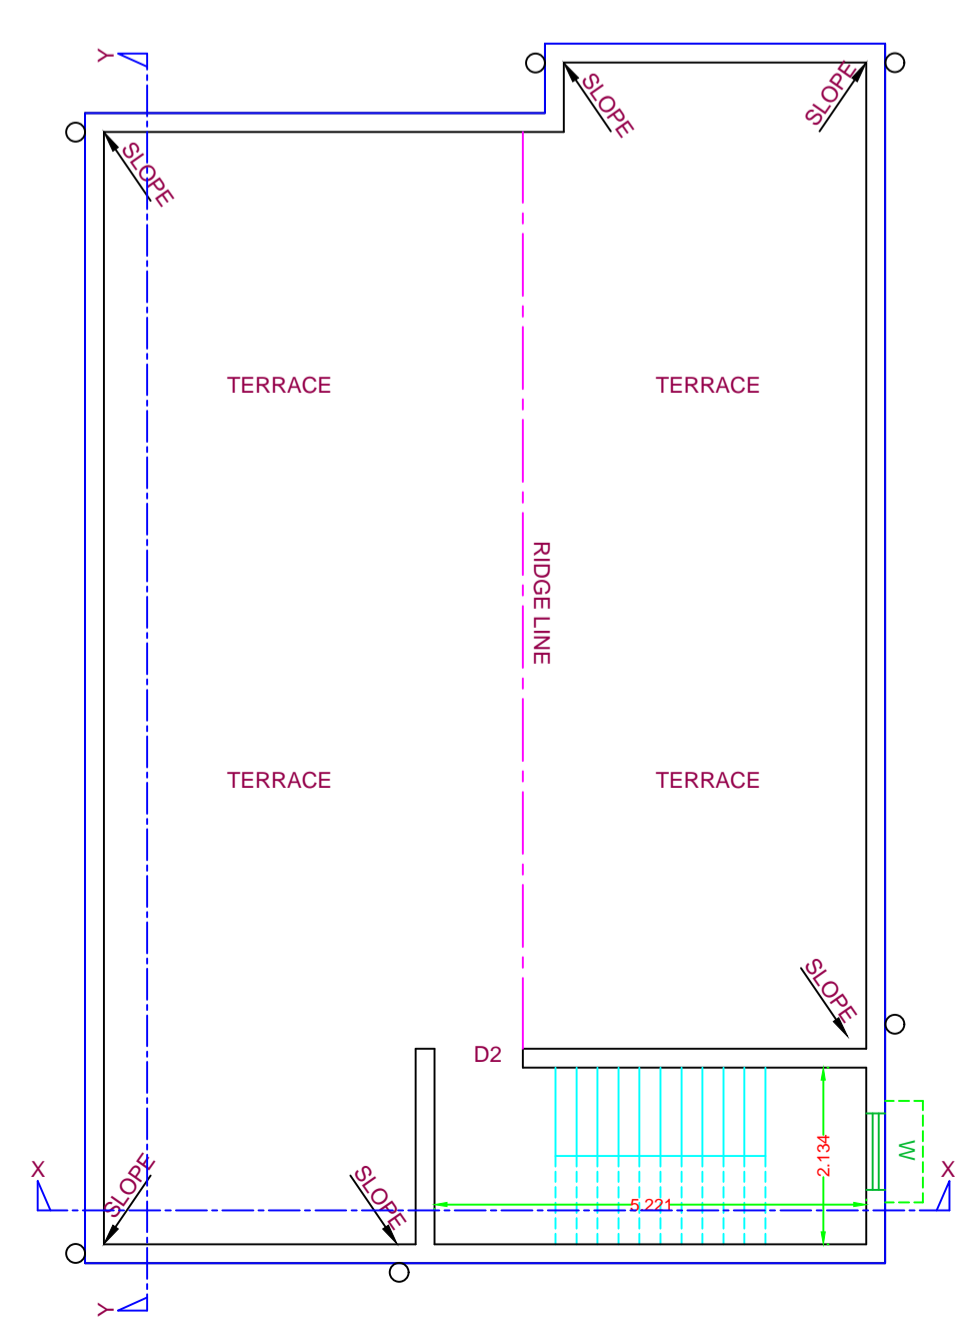 Y
SLOPE
SLOPE
SLOPE
TERRACE
TERRACE
RIDGE LINE
TERRACE
TERRACE
SLOPE
D2
2.134
W
X
SLOPE
SLOPE
5.221
X
Y